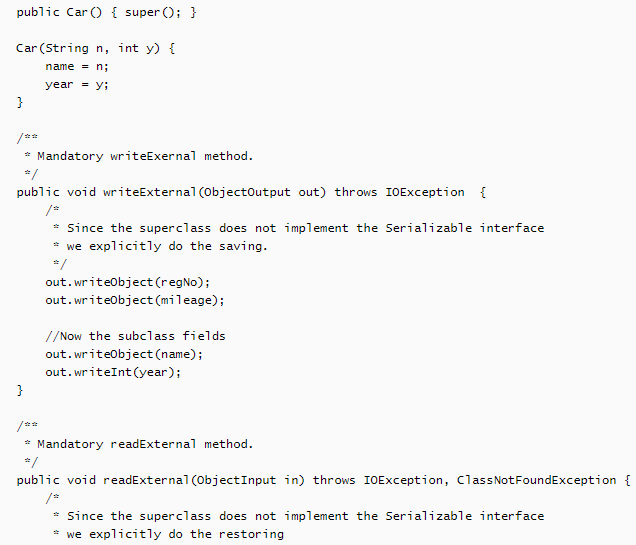 public Car() { super(); }
Car(String n, int y) {
name = n;
year = y;
}
/**
* Mandatory writeExernal method.
*/
public void writeExternal(ObjectOutput out) throws IOException  {
/*
* Since the superclass does not implement the Serializable interface
* we explicitly do the saving.
*/
out.writeObject(regNo);
out.writeObject(mileage);
//Now the subclass fields
out.writeObject(name);
out.writeInt(year);
}
/**
* Mandatory readExternal method.
*/
public void readExternal(ObjectInput in) throws IOException, ClassNotFoundException {
/*
* Since the superclass does not implement the Serializable interface
* we explicitly do the restoring